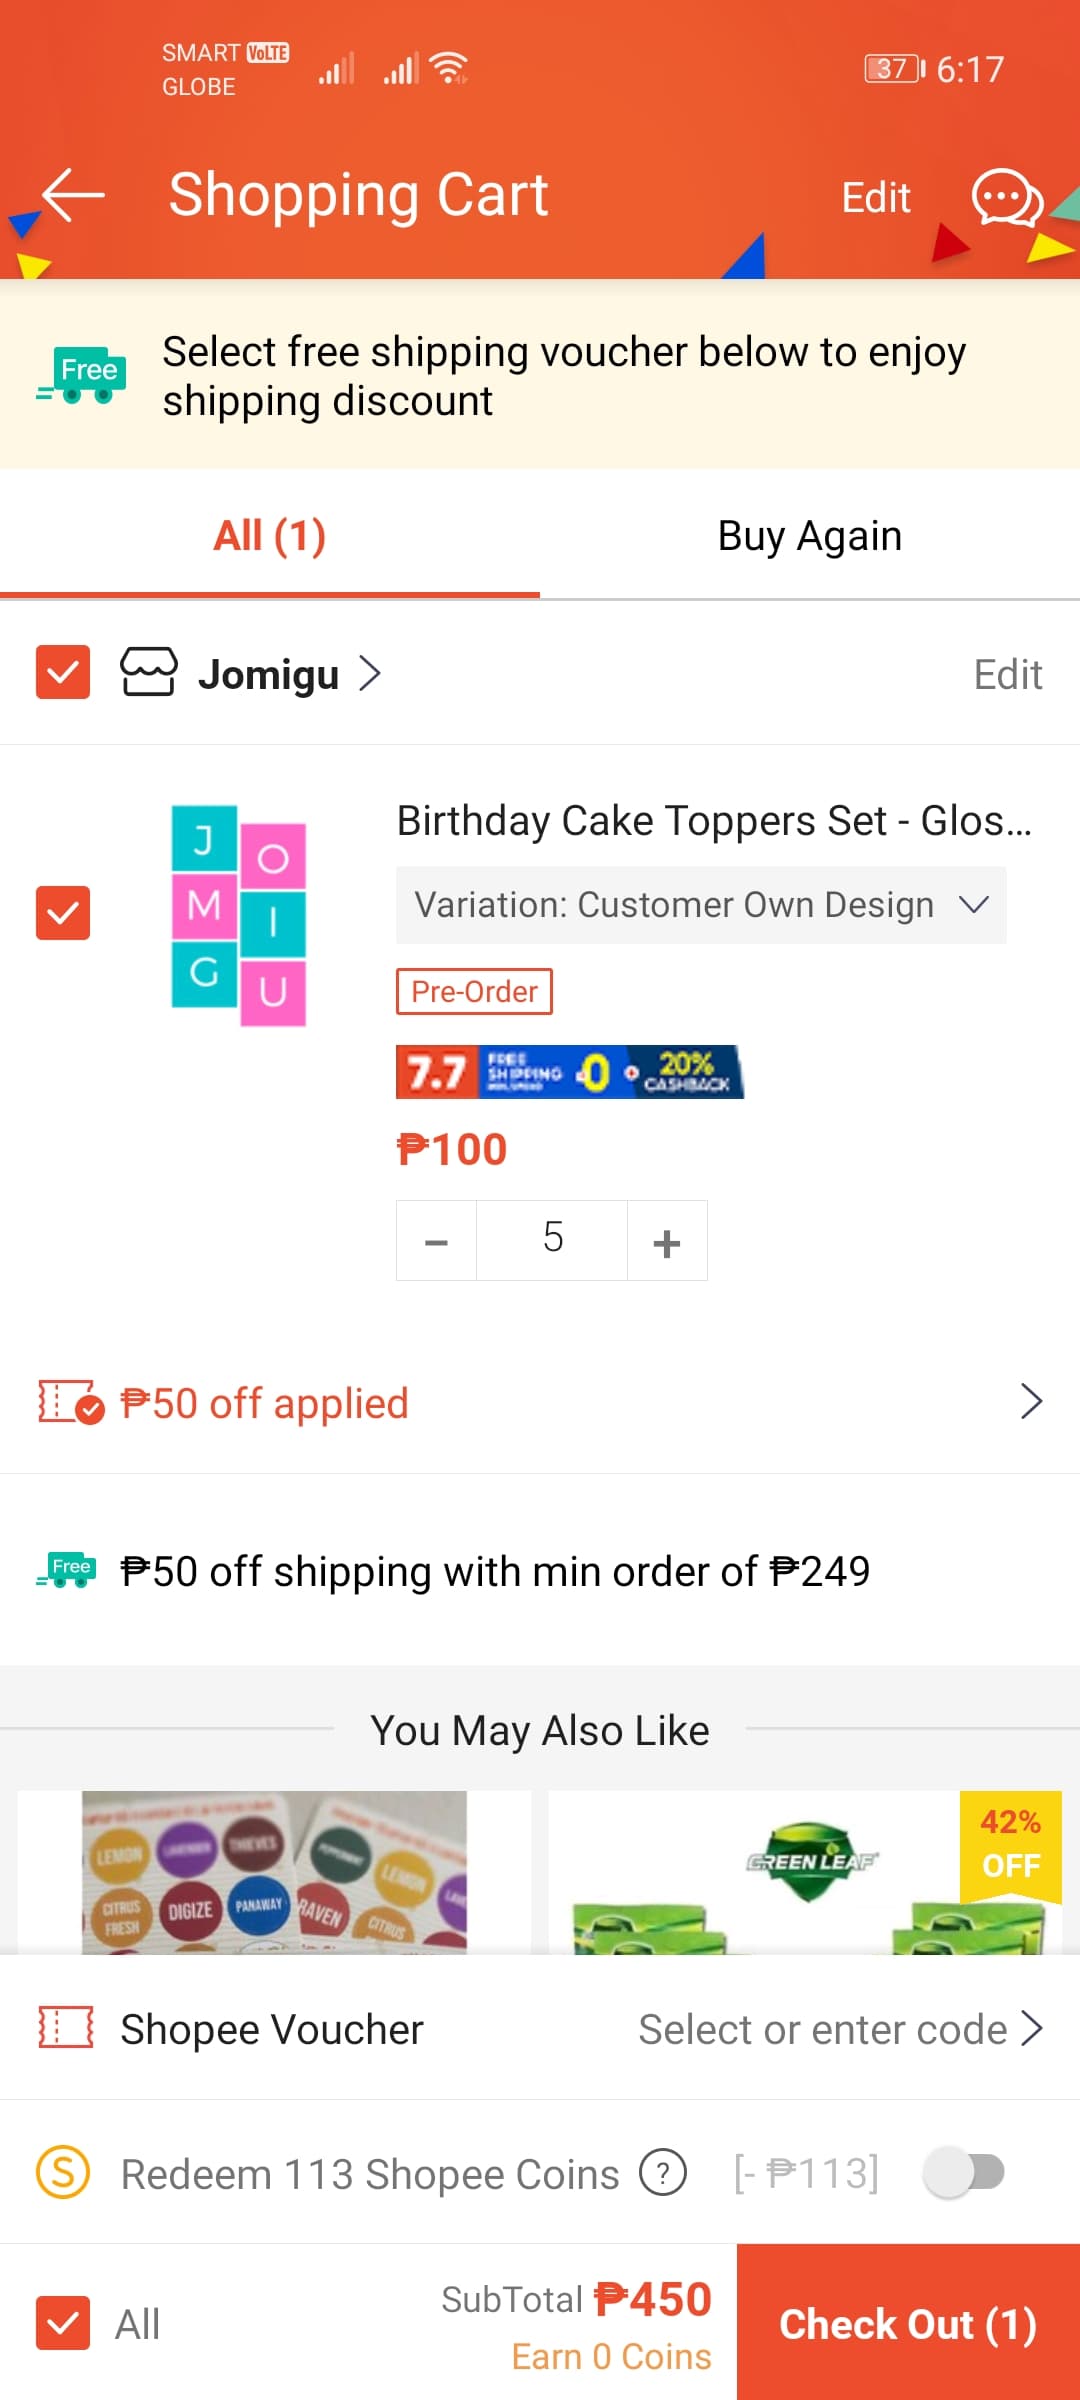 SMART VoLTE
GLOBE
37 6:17
Shopping Cart
Edit
Free
Select free shipping voucher below to enjoy
shipping discount
All (1)
Buy Again
Jomigu
Edit
J
O
M
I
G
U
Birthday Cake Toppers Set - Glos...
Variation: Customer Own Design
Pre-Order
7.7 FREE SHIPPING 0 + 20% CASHBACK
₱100
- 5 +
₱50 off applied
Free ₱50 off shipping with min order of ₱249
You May Also Like
LEMON LAVENDER THIEVES
CITRUS FRESH DIGIZE PANAWAY
PEPPERMINT LEMON
RAVEN CITRUS
GREEN LEAF
42%
OFF
Shopee Voucher
Select or enter code
S Redeem 113 Shopee Coins ? [- ₱113]
All
SubTotal ₱450
Earn 0 Coins
Check Out (1)